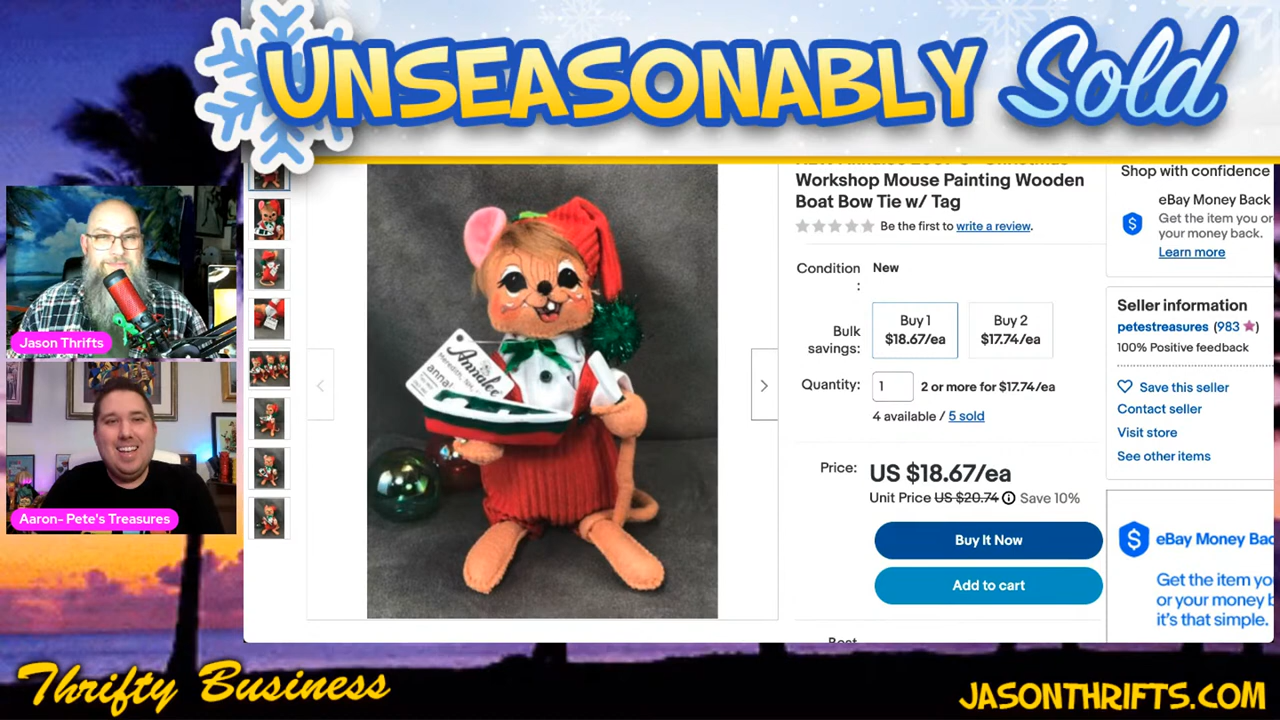 UNSEASONABLY Sold
Workshop Mouse Painting Wooden
Boat Bow Tie w/ Tag
Be the first to write a review.
Condition
:
New
Bulk
savings:
Buy 1
$18.67/ea
Buy 2
$17.74/ea
Quantity:
1
2 or more for $17.74/ea
4 available / 5 sold
Price:
US $18.67/ea
Unit Price US $20.74 Save 10%
Buy It Now
Add to cart
Shop with confidence
eBay Money Back
Get the item you or
your money back.
Learn more
Seller information
petestreasures (983)
100% Positive feedback
Save this seller
Contact seller
Visit store
See other items
eBay Money Bac
Get the item yo
or your money b
it's that simple.
Annalee
Jason Thrifts
Aaron- Pete's Treasures
Thrifty Business
JASONTHRIFTS.COM